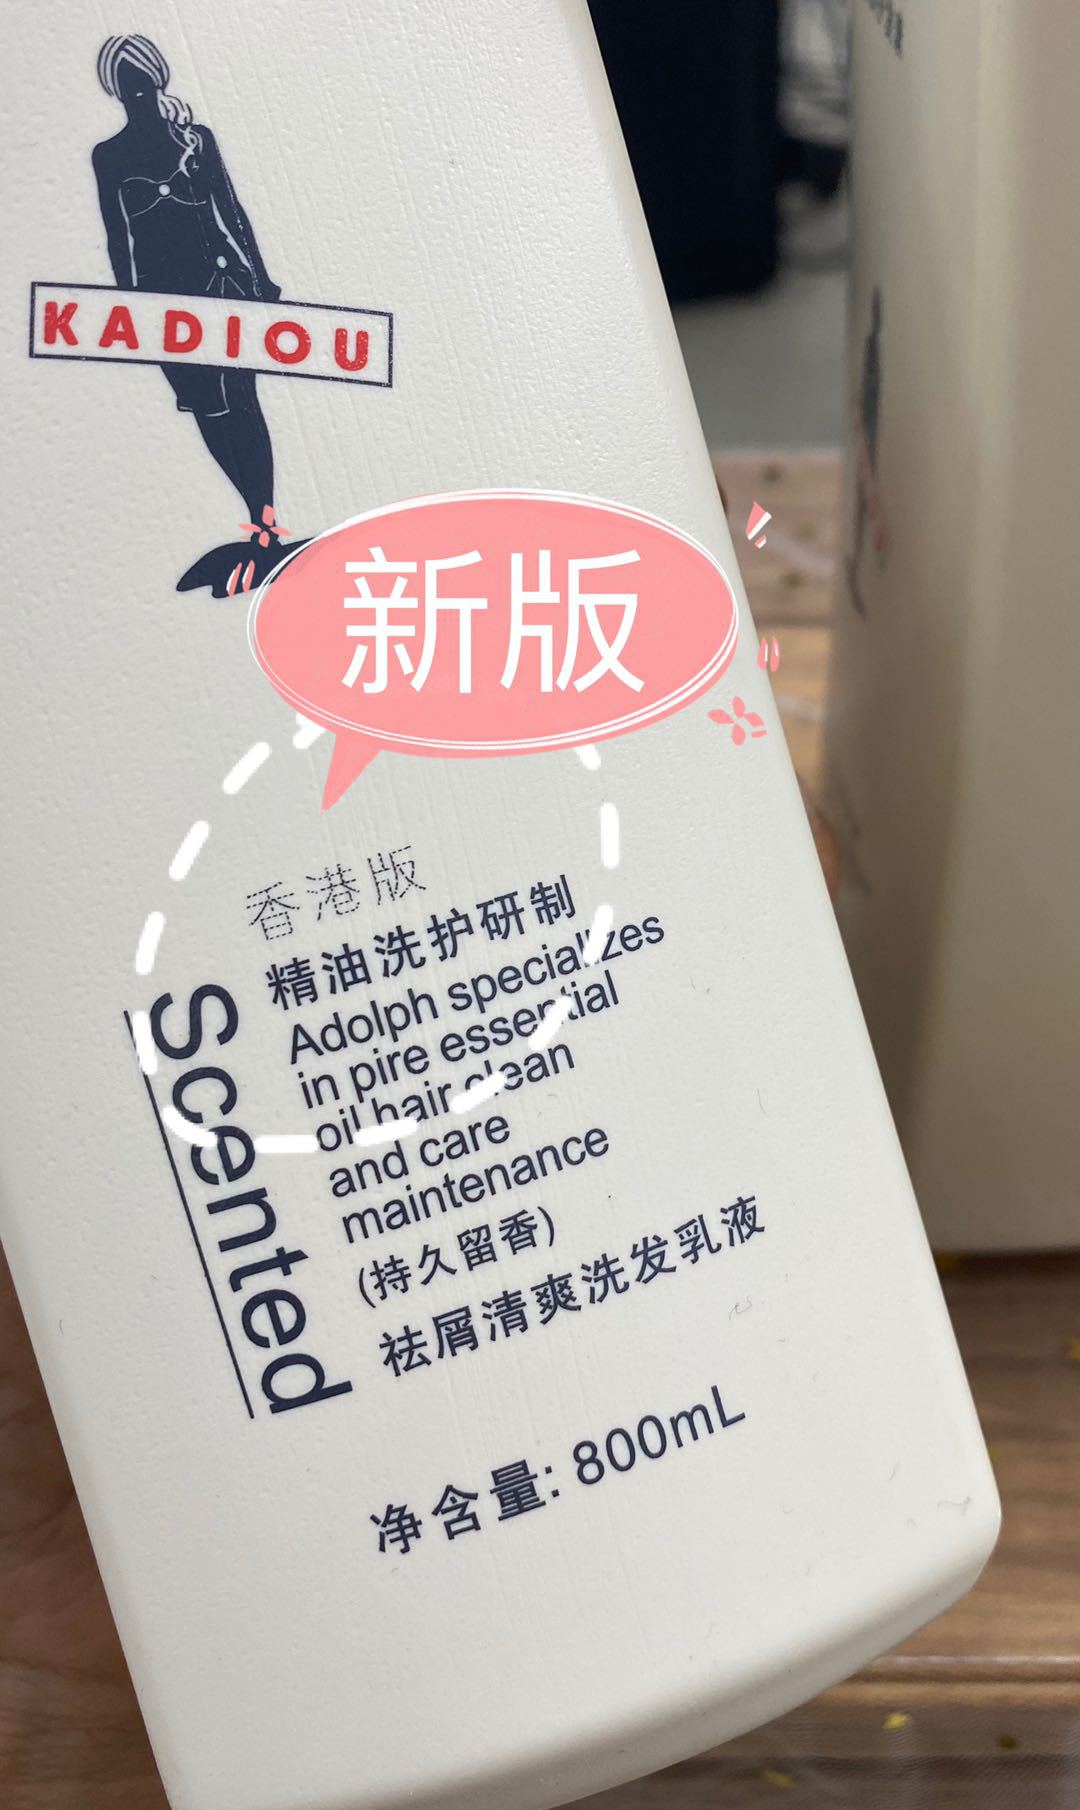 KADIOU
新版
香港版
精油洗护研制
Adolph specializes
in pire essential
oil hair clean
and care
maintenance
(持久留香)
祛屑清爽洗发乳液
Scented
净含量: 800mL